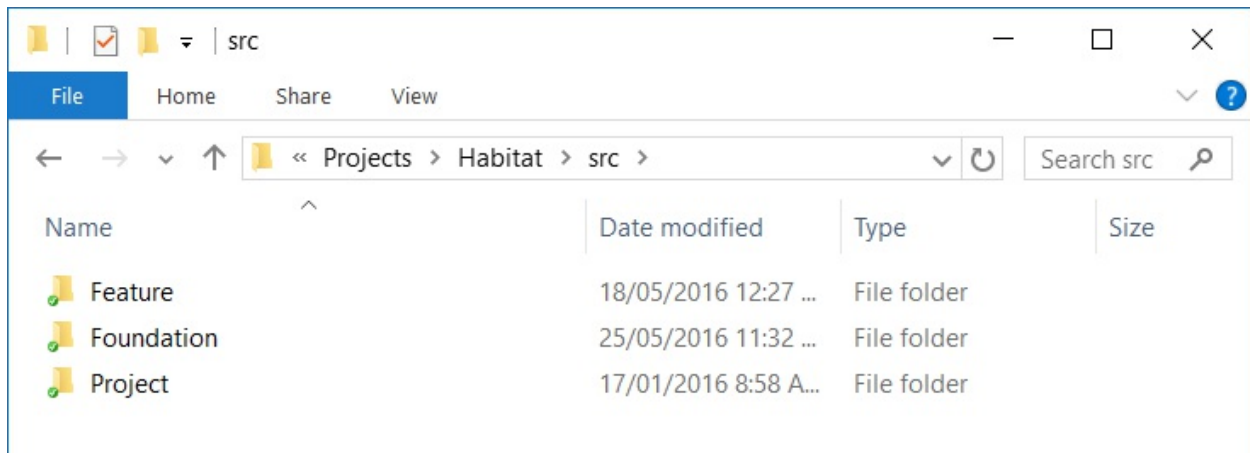 src
File Home Share View ?
« Projects > Habitat > src > Search src
Name Date modified Type Size
Feature 18/05/2016 12:27 ... File folder
Foundation 25/05/2016 11:32 ... File folder
Project 17/01/2016 8:58 A... File folder